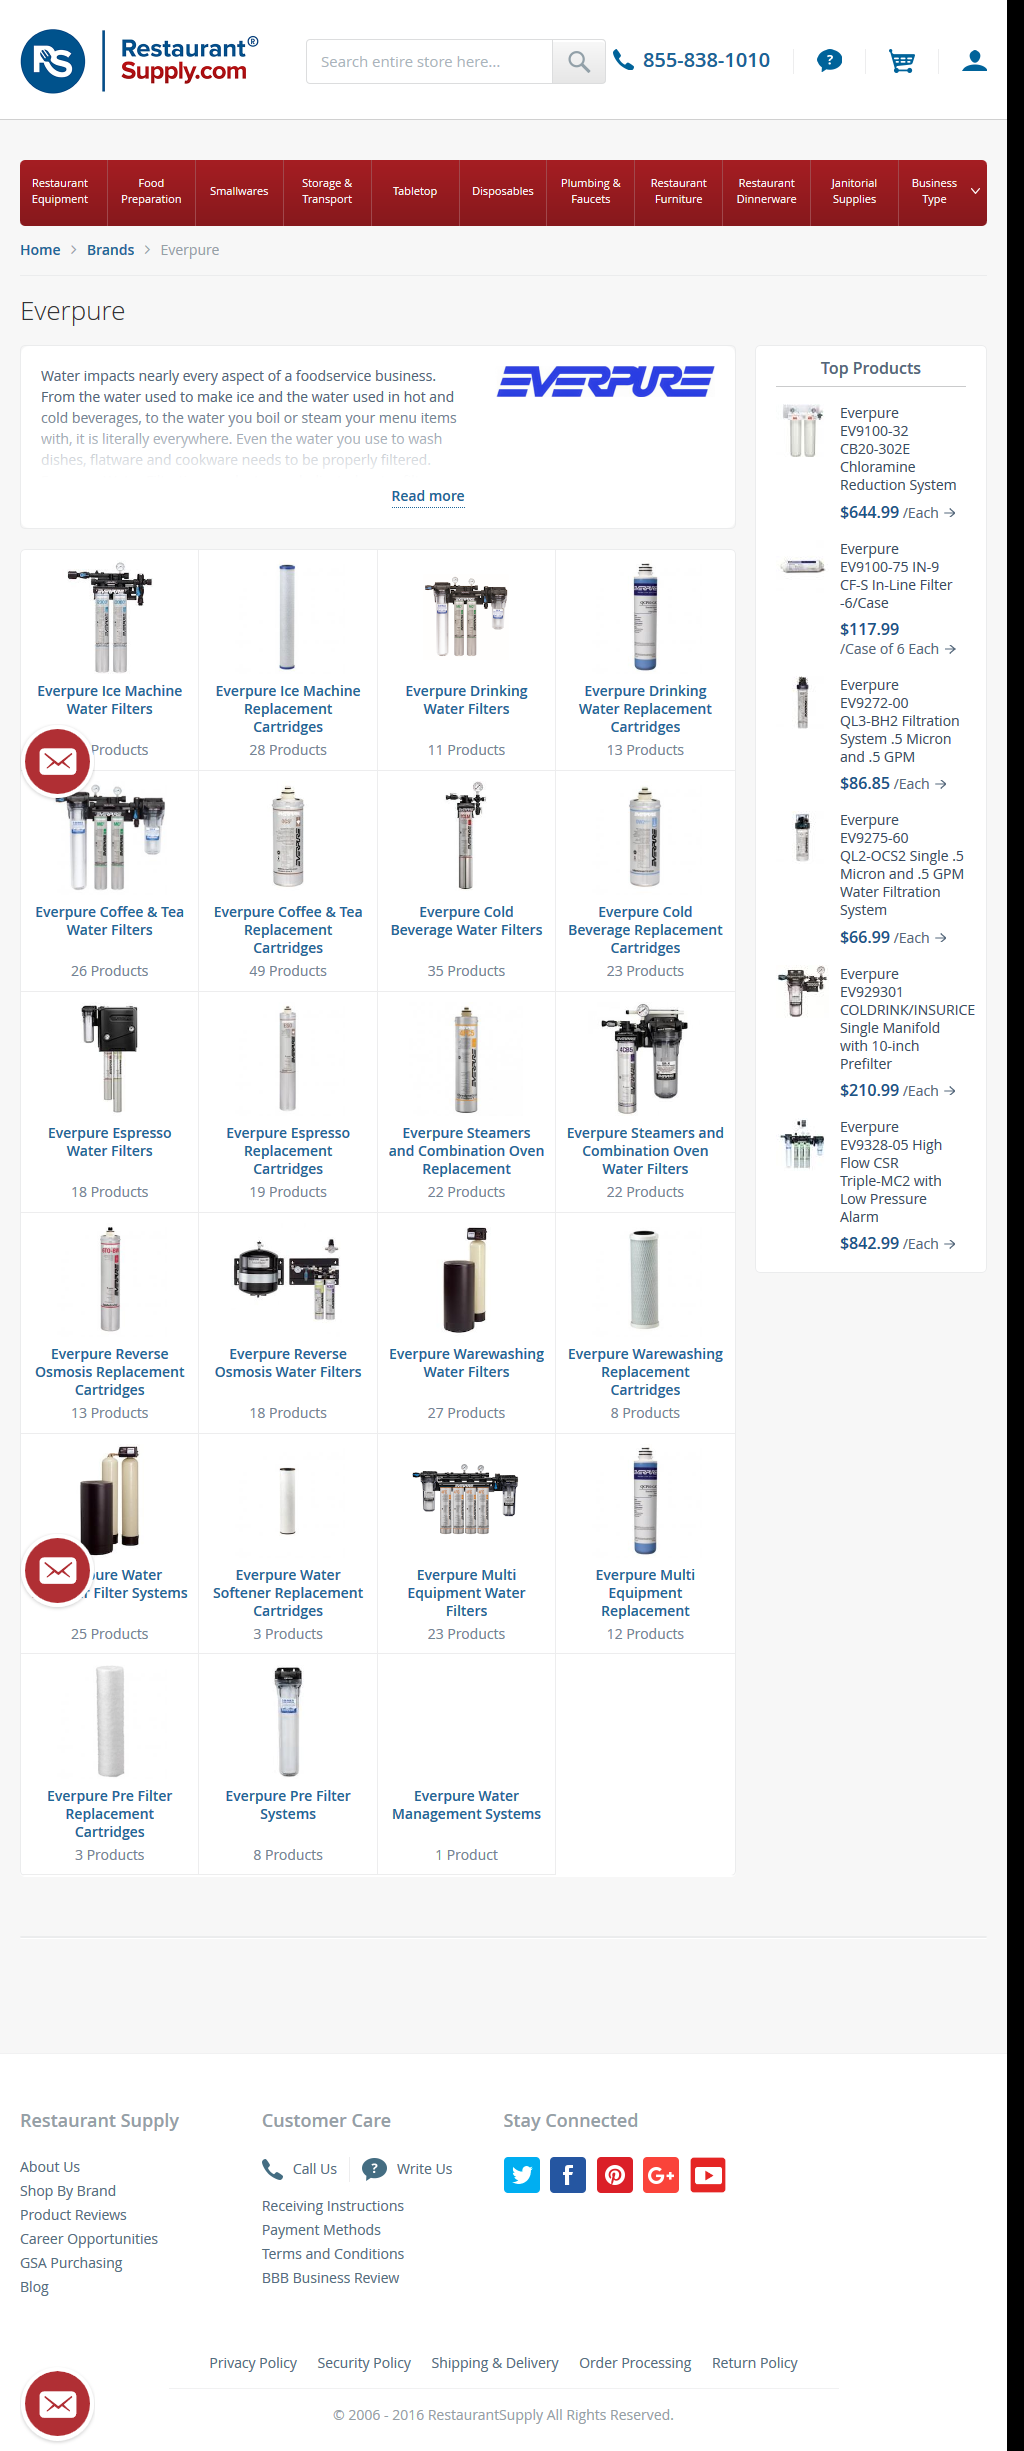 RS
Restaurant®
Supply.com
Search entire store here...
855-838-1010
?
Restaurant Equipment
Food Preparation
Smallwares
Storage & Transport
Tabletop
Disposables
Plumbing & Faucets
Restaurant Furniture
Restaurant Dinnerware
Janitorial Supplies
Business Type
Home > Brands > Everpure
Everpure
Water impacts nearly every aspect of a foodservice business.
From the water used to make ice and the water used in hot and
cold beverages, to the water you boil or steam your menu items
with, it is literally everywhere. Even the water you use to wash
dishes, flatware and cookware needs to be properly filtered.
Read more
EVERPURE
Everpure Ice Machine
Water Filters
Products
Everpure Ice Machine
Replacement
Cartridges
28 Products
Everpure Drinking
Water Filters
11 Products
Everpure Drinking
Water Replacement
Cartridges
13 Products
Everpure Coffee & Tea
Water Filters
26 Products
Everpure Coffee & Tea
Replacement
Cartridges
49 Products
Everpure Cold
Beverage Water Filters
35 Products
Everpure Cold
Beverage Replacement
Cartridges
23 Products
Everpure Espresso
Water Filters
18 Products
Everpure Espresso
Replacement
Cartridges
19 Products
Everpure Steamers
and Combination Oven
Replacement
22 Products
Everpure Steamers and
Combination Oven
Water Filters
22 Products
Everpure Reverse
Osmosis Replacement
Cartridges
13 Products
Everpure Reverse
Osmosis Water Filters
18 Products
Everpure Warewashing
Water Filters
27 Products
Everpure Warewashing
Replacement
Cartridges
8 Products
pure Water
r Filter Systems
25 Products
Everpure Water
Softener Replacement
Cartridges
3 Products
Everpure Multi
Equipment Water
Filters
23 Products
Everpure Multi
Equipment
Replacement
12 Products
Everpure Pre Filter
Replacement
Cartridges
3 Products
Everpure Pre Filter
Systems
8 Products
Everpure Water
Management Systems
1 Product
Top Products
Everpure
EV9100-32
CB20-302E
Chloramine
Reduction System
$644.99 /Each →
Everpure
EV9100-75 IN-9
CF-S In-Line Filter
-6/Case
$117.99
/Case of 6 Each →
Everpure
EV9272-00
QL3-BH2 Filtration
System .5 Micron
and .5 GPM
$86.85 /Each →
Everpure
EV9275-60
QL2-OCS2 Single .5
Micron and .5 GPM
Water Filtration
System
$66.99 /Each →
Everpure
EV929301
COLDRINK/INSURICE
Single Manifold
with 10-inch
Prefilter
$210.99 /Each →
Everpure
EV9328-05 High
Flow CSR
Triple-MC2 with
Low Pressure
Alarm
$842.99 /Each →
Restaurant Supply
About Us
Shop By Brand
Product Reviews
Career Opportunities
GSA Purchasing
Blog
Customer Care
Call Us
? Write Us
Receiving Instructions
Payment Methods
Terms and Conditions
BBB Business Review
Stay Connected
f
G+
Privacy Policy Security Policy Shipping & Delivery Order Processing Return Policy
© 2006 - 2016 RestaurantSupply All Rights Reserved.